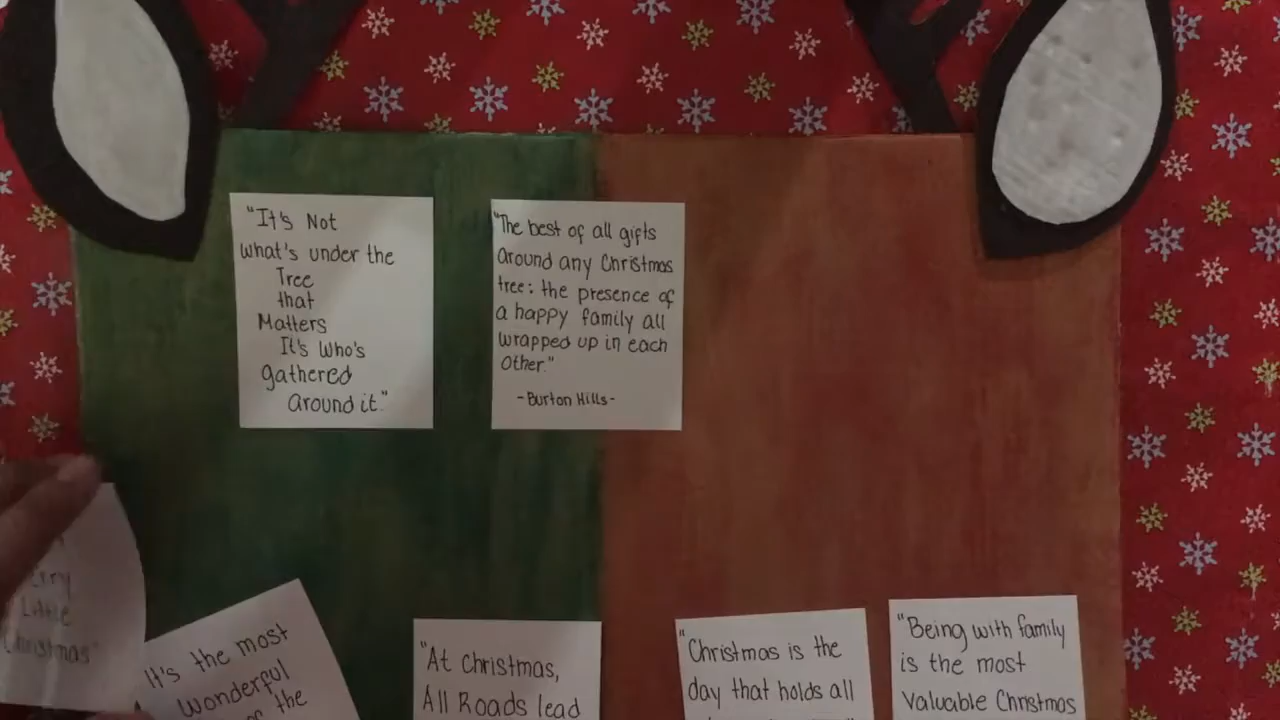 "It's Not
what's under the
Tree
that
Matters
It's Who's
gathered
around it."
"The best of all gifts
around any Christmas
tree: the presence of
a happy family all
wrapped up in each
other."
-Burton Hills-
Little
Christmas"
It's the most
Wonderful
the
"At Christmas,
All Roads lead
"Christmas is the
day that holds all
"Being with family
is the most
Valuable Christmas